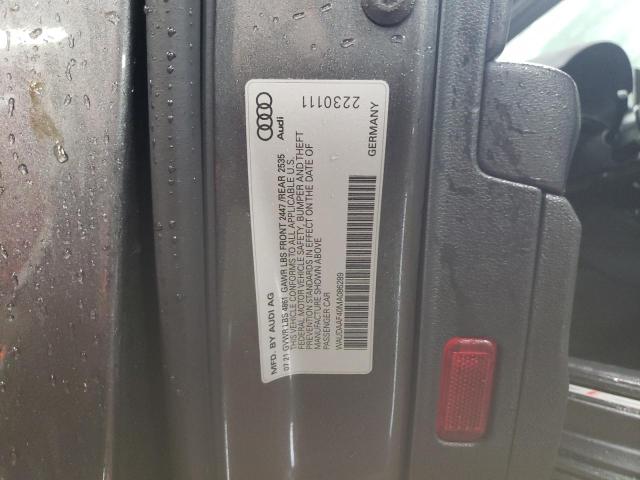 MFD. BY AUDI AG
07 21 GVWR LBS 4861 GAWR LBS FRONT 2447 /REAR 2535
THIS VEHICLE CONFORMS TO ALL APPLICABLE U.S.
FEDERAL MOTOR VEHICLE SAFETY, BUMPER AND THEFT
PREVENTION STANDARDS IN EFFECT ON THE DATE OF
MANUFACTURE SHOWN ABOVE
PASSENGER CAR
WAUDAAF40MA086289
Audi
2230111
GERMANY